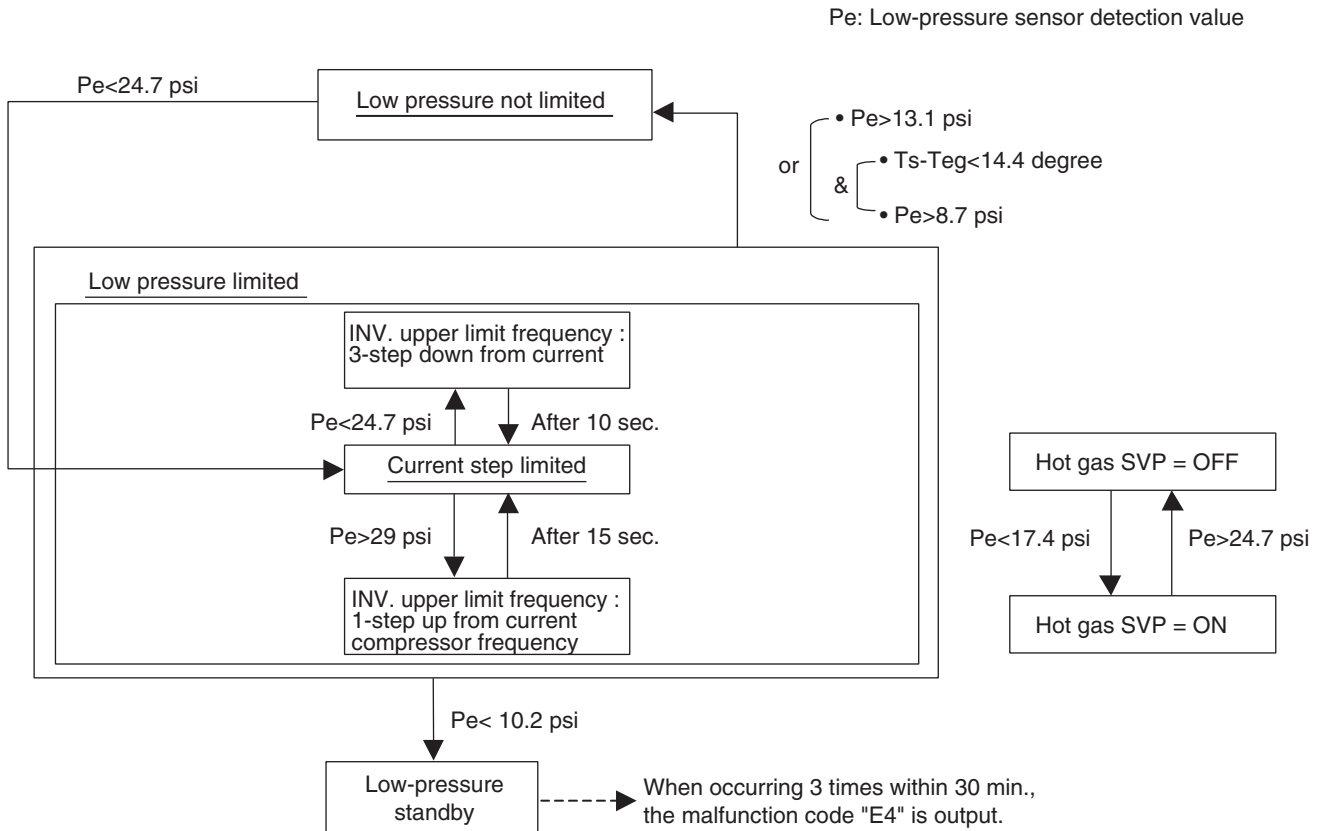 Pe: Low-pressure sensor detection value
Pe<24.7 psi
Low pressure not limited
• Pe>13.1 psi
or
• Ts-Teg<14.4 degree
&
• Pe>8.7 psi
Low pressure limited
INV. upper limit frequency :
3-step down from current
Pe<24.7 psi
After 10 sec.
Current step limited
Pe>29 psi
After 15 sec.
INV. upper limit frequency :
1-step up from current
compressor frequency
Hot gas SVP = OFF
Pe<17.4 psi
Pe>24.7 psi
Hot gas SVP = ON
Pe< 10.2 psi
Low-pressure
standby
When occurring 3 times within 30 min.,
the malfunction code "E4" is output.